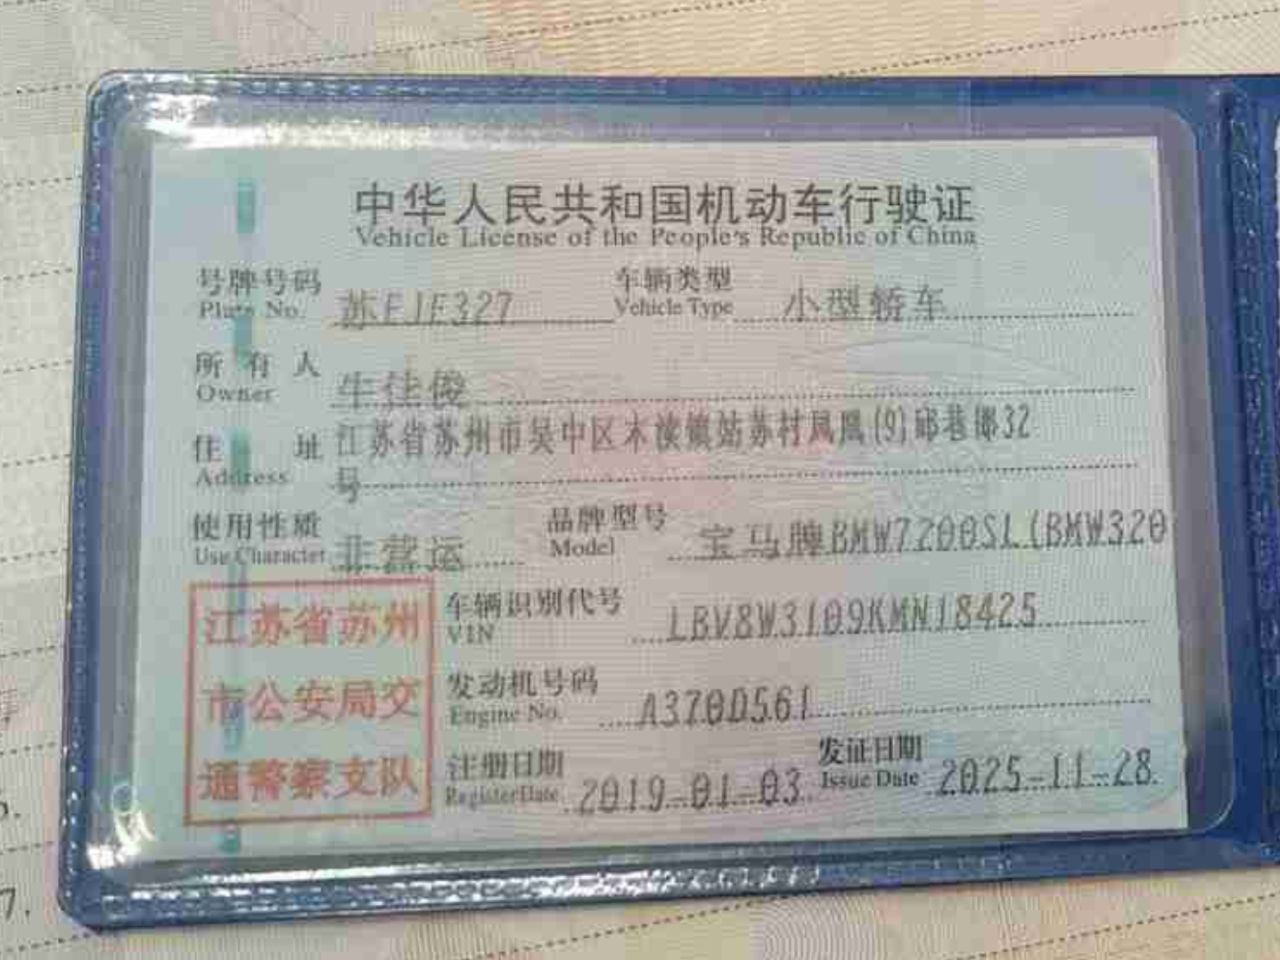 中华人民共和国机动车行驶证
Vehicle License of the People's Republic of China
号牌号码 苏EJE327 车辆类型 小型轿车
Plate No. Vehicle Type
所有人 牛佳俊
Owner
住址 江苏省苏州市吴中区木渎镇姑苏村凤凰(9)邱巷郎32
Address 号
使用性质 非营运 品牌型号 宝马牌BMW7200SL(BMW320
Use Character Model
江苏省苏州
市公安局交
通警察支队
车辆识别代号 LBV8W3109KMN18425
VIN
发动机号码 A370D561
Engine No.
注册日期 2019-01-03 发证日期 2025-11-28
Register Date Issue Date